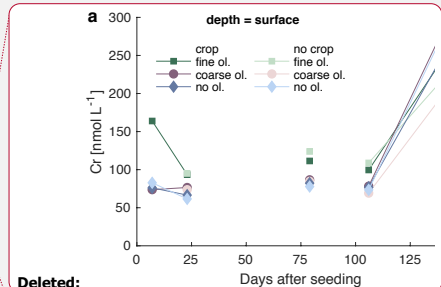 a
depth = surface
crop no crop
fine ol. fine ol.
coarse ol. coarse ol.
no ol. no ol.
Cr [nmol L⁻¹]
300
250
200
150
100
50
0
0 25 50 75 100 125
Days after seeding
Deleted: